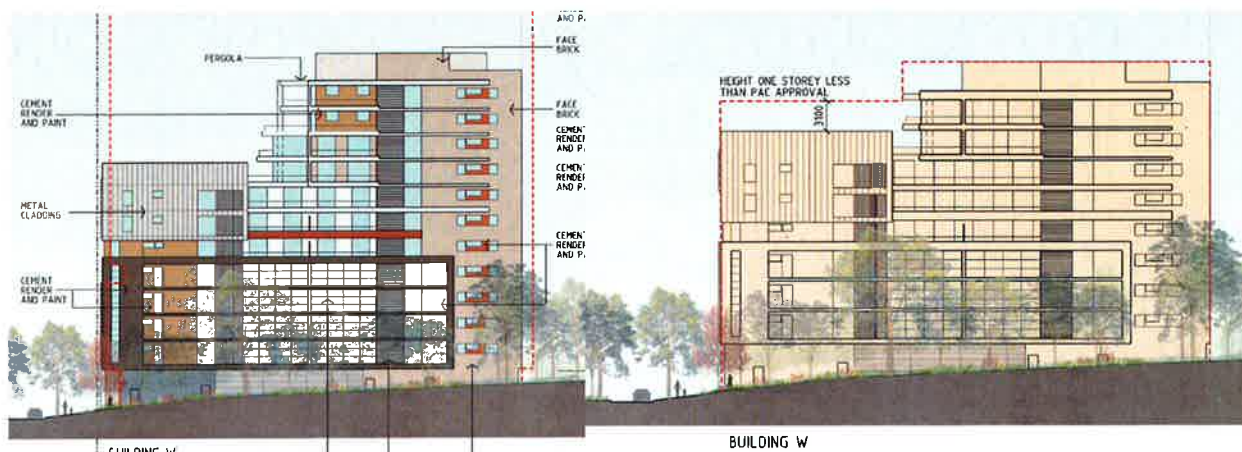 AND P.
FACE
BRICK
PERGOLA
CEMENT
RENDER
AND PAINT
FACE
BRICK
CEMENT
RENDER
AND P.
CEMENT
RENDER
AND P.
METAL
CLADDING
CEMENT
RENDER
AND P.
CEMENT
RENDER
AND PAINT
BUILDING W
HEIGHT ONE STOREY LESS
THAN PAC APPROVAL
3100
BUILDING W